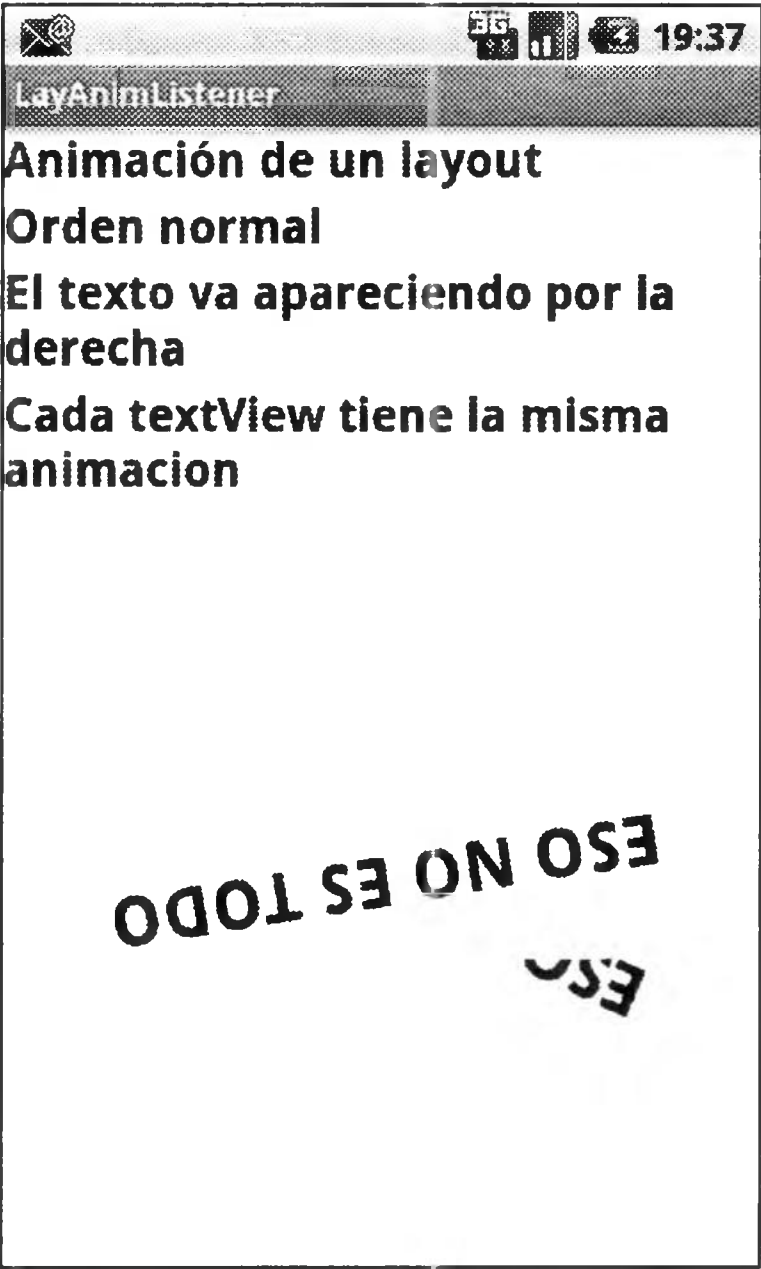 3G
19:37
LayAnimListener
Animación de un layout
Orden normal
El texto va apareciendo por la
derecha
Cada textView tiene la misma
animacion
ESO NO ES TODO
ESO